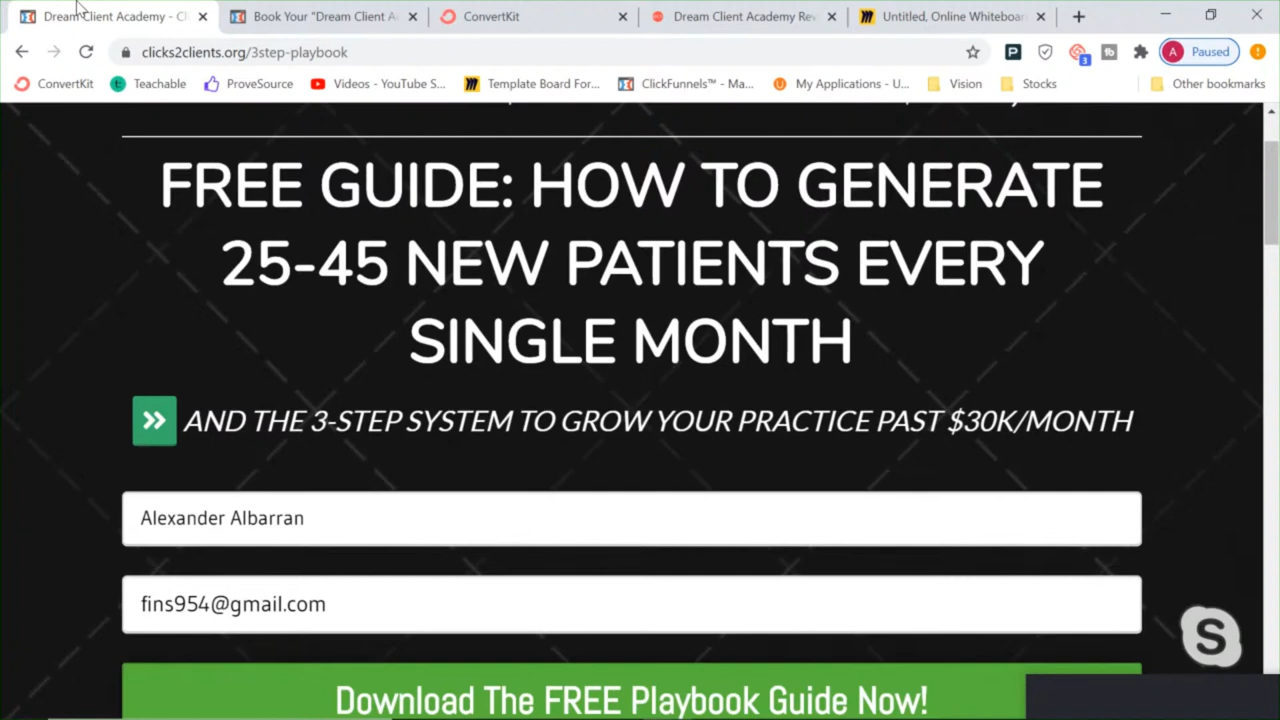 Dream Client Academy - Cl
Book Your "Dream Client A
ConvertKit
Dream Client Academy Rev
Untitled, Online Whiteboar
clicks2clients.org/3step-playbook
3
A
Paused
ConvertKit
Teachable
ProveSource
Videos - YouTube S...
Template Board For...
ClickFunnels™ - Ma...
My Applications - U...
Vision
Stocks
Other bookmarks
FREE GUIDE: HOW TO GENERATE
25-45 NEW PATIENTS EVERY
SINGLE MONTH
AND THE 3-STEP SYSTEM TO GROW YOUR PRACTICE PAST $30K/MONTH
Alexander Albarran
fins954@gmail.com
Download The FREE Playbook Guide Now!